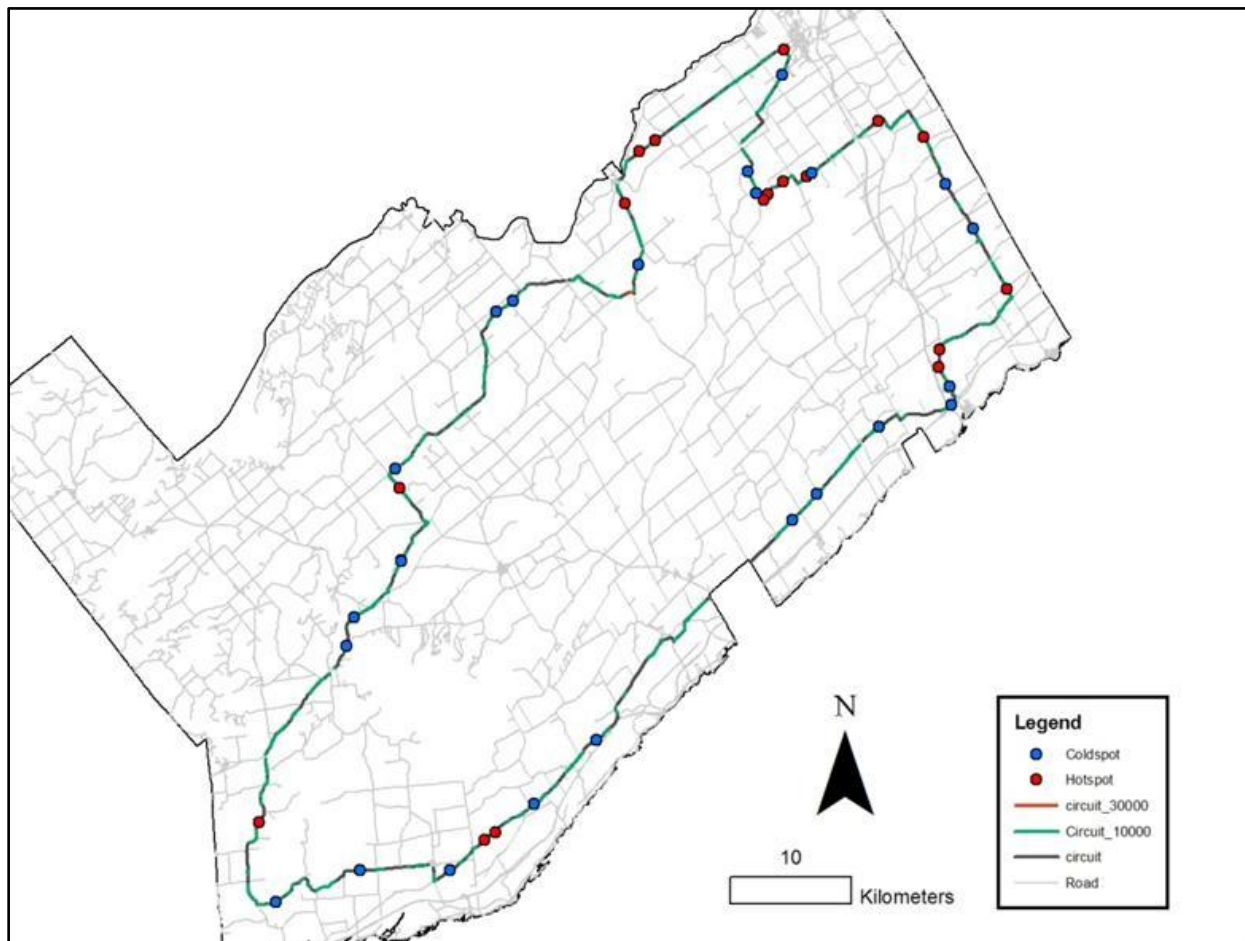 N
10
Kilometers
Legend
Coldspot
Hotspot
circuit_30000
Circuit_10000
circuit
Road